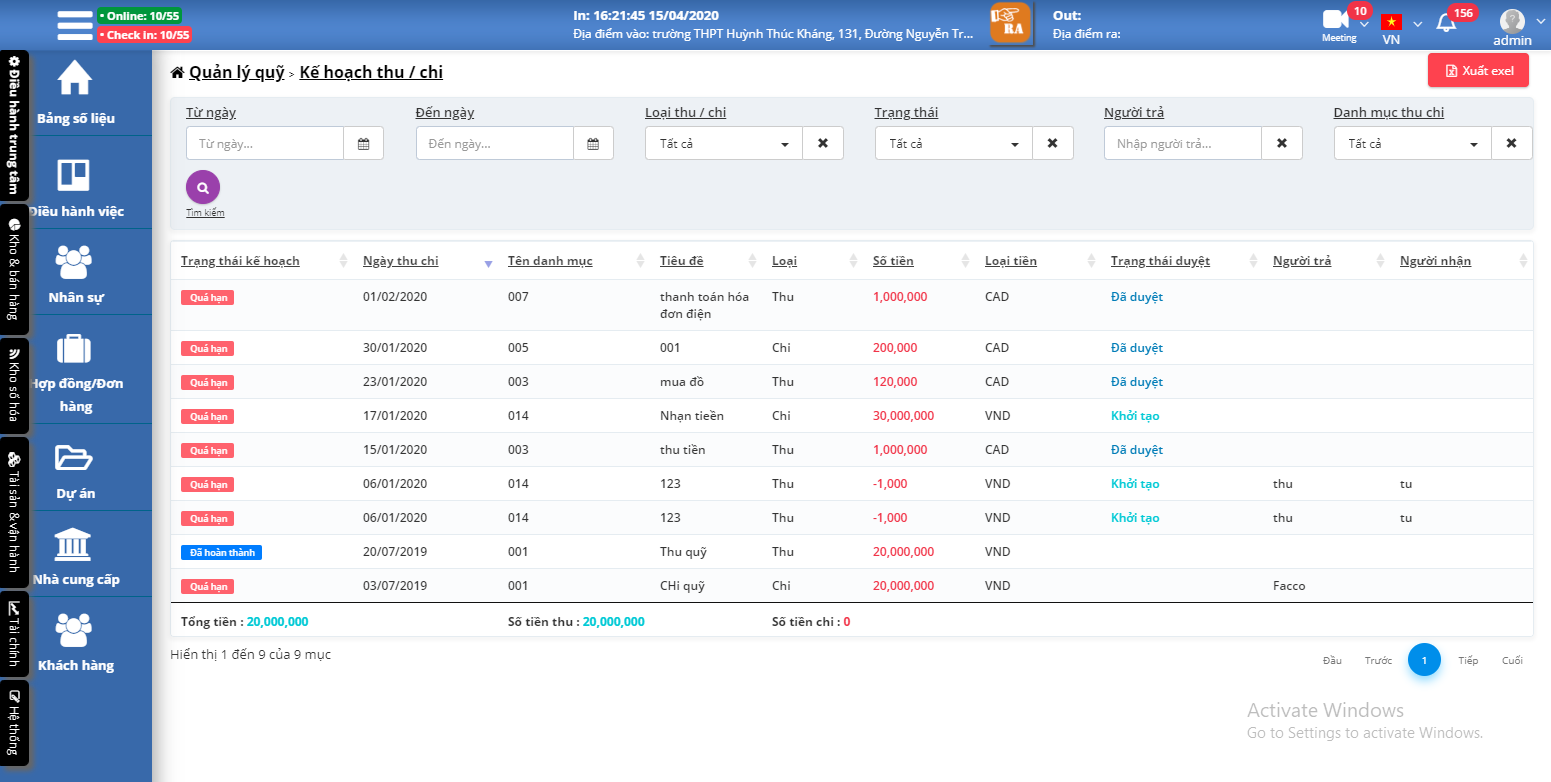 • Online: 10/55
• Check In: 10/55
In: 16:21:45 15/04/2020
Địa điểm vào: trường THPT Huỳnh Thúc Kháng, 131, Đường Nguyễn Tr...
RA
Out:
Địa điểm ra:
10
Meeting
VN
156
admin
Điều hành trung tâm
Kho & bán hàng
Kho số hóa
Tài sản & vận hành
Tài chính
Hệ thống
Bảng số liệu
Điều hành việc
Nhân sự
Hợp đồng/Đơn
hàng
Dự án
Nhà cung cấp
Khách hàng
Quản lý quỹ > Kế hoạch thu / chi
Xuất exel
Từ ngày Đến ngày Loại thu / chi Trạng thái Người trả Danh mục thu chi
Từ ngày... Đến ngày... Tất cả Tất cả Nhập người trả... Tất cả
Tìm kiếm
Trạng thái kế hoạch Ngày thu chi Tên danh mục Tiêu đề Loại Số tiền Loại tiền Trạng thái duyệt Người trả Người nhận
Quá hạn 01/02/2020 007 thanh toán hóa Thu 1,000,000 CAD Đã duyệt
đơn điện
Quá hạn 30/01/2020 005 001 Chi 200,000 CAD Đã duyệt
Quá hạn 23/01/2020 003 mua đồ Thu 120,000 CAD Đã duyệt
Quá hạn 17/01/2020 014 Nhạn tieền Chi 30,000,000 VND Khởi tạo
Quá hạn 15/01/2020 003 thu tiền Thu 1,000,000 CAD Đã duyệt
Quá hạn 06/01/2020 014 123 Thu -1,000 VND Khởi tạo thu tu
Quá hạn 06/01/2020 014 123 Thu -1,000 VND Khởi tạo thu tu
Đã hoàn thành 20/07/2019 001 Thu quỹ Thu 20,000,000 VND
Quá hạn 03/07/2019 001 CHi quỹ Chi 20,000,000 VND Facco
Tổng tiền : 20,000,000 Số tiền thu : 20,000,000 Số tiền chi : 0
Hiển thị 1 đến 9 của 9 mục
Đầu Trước 1 Tiếp Cuối
Activate Windows
Go to Settings to activate Windows.